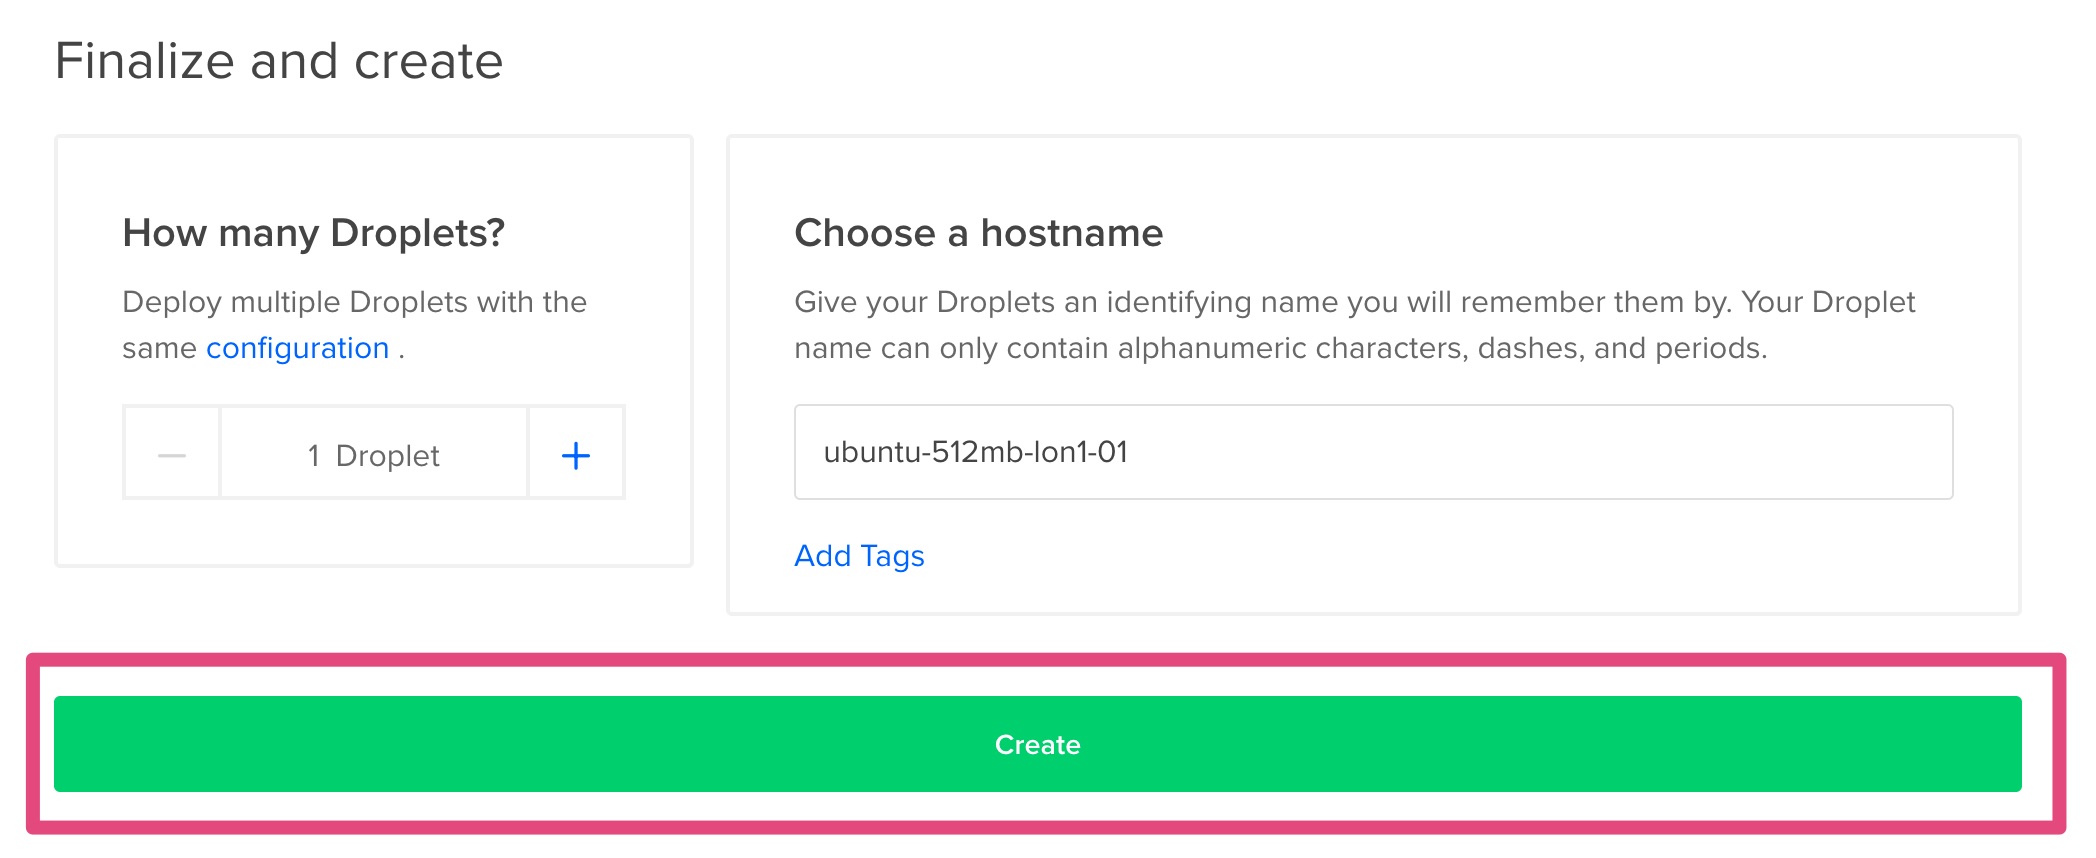 Finalize and create
How many Droplets?
Deploy multiple Droplets with the
same configuration .
1 Droplet
Choose a hostname
Give your Droplets an identifying name you will remember them by. Your Droplet
name can only contain alphanumeric characters, dashes, and periods.
ubuntu-512mb-lon1-01
Add Tags
Create